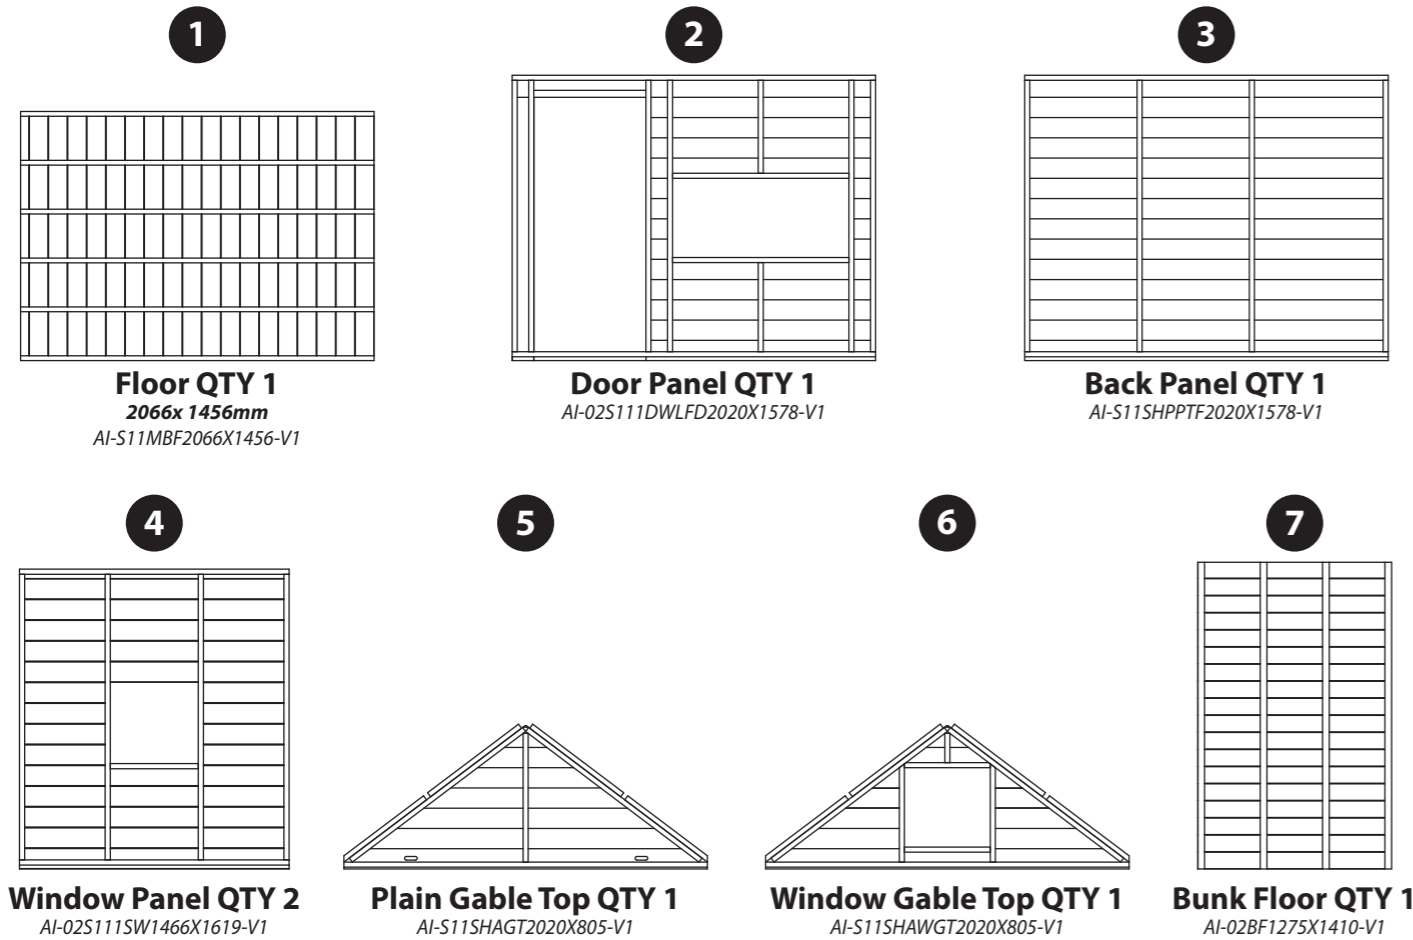 1
2
3
Floor QTY 1
2066x 1456mm
AI-S11MBF2066X1456-V1
Door Panel QTY 1
AI-02S111DWLFD2020X1578-V1
Back Panel QTY 1
AI-S11SHPPTF2020X1578-V1
4
5
6
7
Window Panel QTY 2
AI-02S111SW1466X1619-V1
Plain Gable Top QTY 1
AI-S11SHAGT2020X805-V1
Window Gable Top QTY 1
AI-S11SHAWGT2020X805-V1
Bunk Floor QTY 1
AI-02BF1275X1410-V1